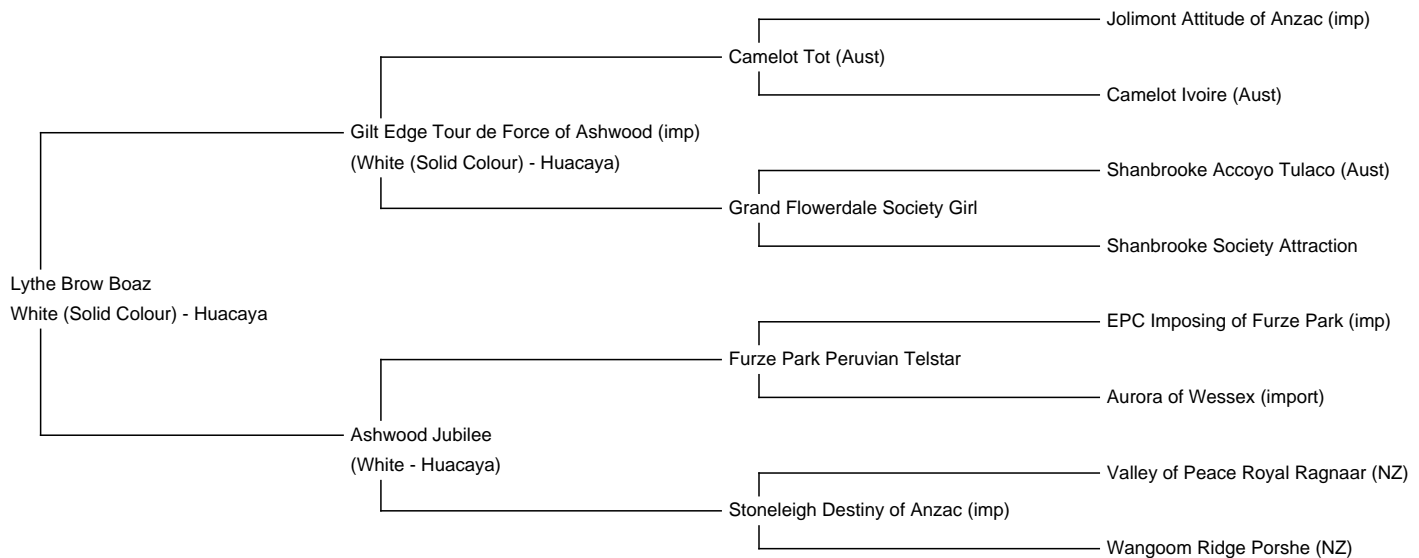 Jolimont Attitude of Anzac (imp)
Camelot Tot (Aust)
Camelot Ivoire (Aust)
Gilt Edge Tour de Force of Ashwood (imp)
(White (Solid Colour) - Huacaya)
Shanbrooke Accoyo Tulaco (Aust)
Grand Flowerdale Society Girl
Shanbrooke Society Attraction
Lythe Brow Boaz
White (Solid Colour) - Huacaya
EPC Imposing of Furze Park (imp)
Furze Park Peruvian Telstar
Aurora of Wessex (import)
Ashwood Jubilee
(White - Huacaya)
Valley of Peace Royal Ragnaar (NZ)
Stoneleigh Destiny of Anzac (imp)
Wangoom Ridge Porshe (NZ)